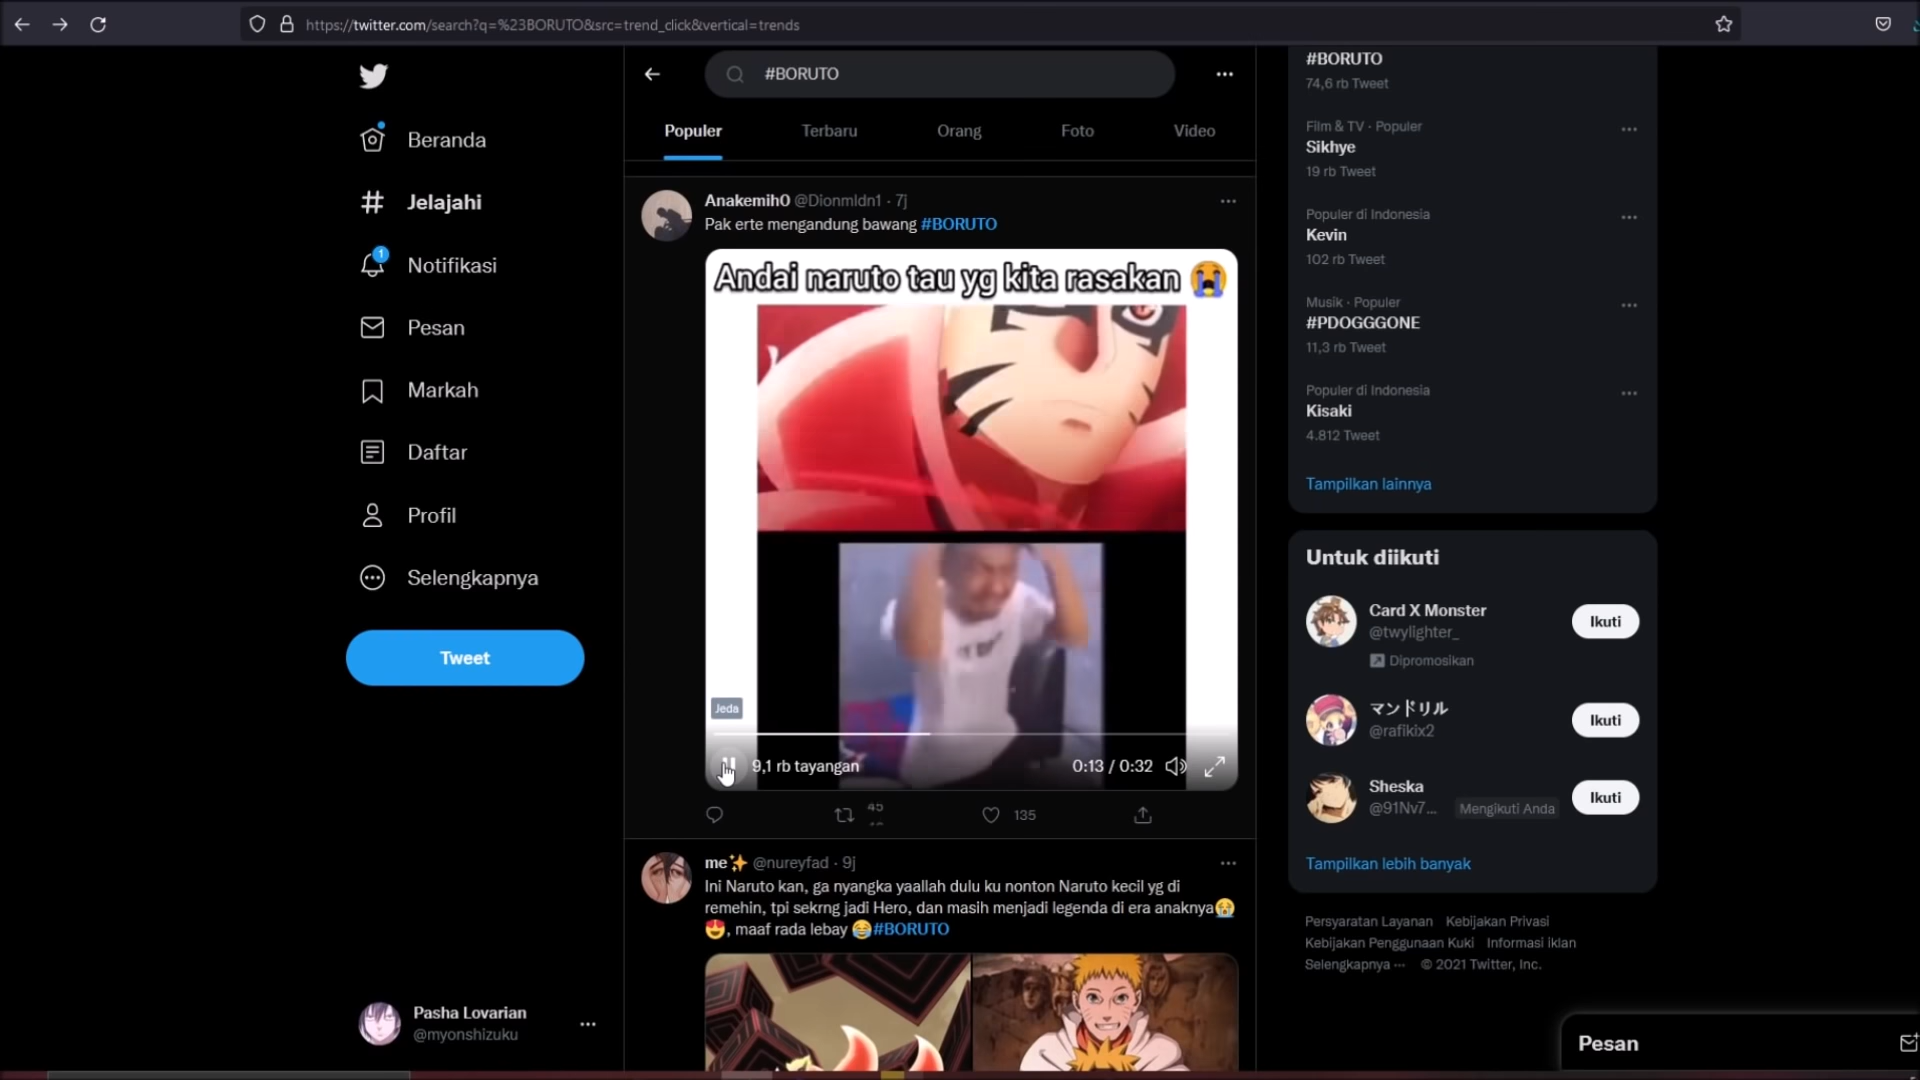 https://twitter.com/search?q=%23BORUTO&src=trend_click&vertical=trends
Beranda
Jelajahi
1
Notifikasi
Pesan
Markah
Daftar
Profil
Selengkapnya
Tweet
Pasha Lovarian
@myonshizuku
#BORUTO
Populer
Terbaru
Orang
Foto
Video
Anakemih0 @Dionmldn1 · 7j
Pak erte mengandung bawang #BORUTO
Andai naruto tau yg kita rasakan 😭
Jeda
9,1 rb tayangan
0:13 / 0:32
45
135
me✨ @nureyfad · 9j
Ini Naruto kan, ga nyangka yaallah dulu ku nonton Naruto kecil yg di
remehin, tpi sekrng jadi Hero, dan masih menjadi legenda di era anaknya😭
😍, maaf rada lebay 😂#BORUTO
#BORUTO
74,6 rb Tweet
Film & TV · Populer
Sikhye
19 rb Tweet
Populer di Indonesia
Kevin
102 rb Tweet
Musik · Populer
#PDOGGGONE
11,3 rb Tweet
Populer di Indonesia
Kisaki
4.812 Tweet
Tampilkan lainnya
Untuk diikuti
Card X Monster
@twylighter_
Dipromosikan
Ikuti
マンドリル
@rafikix2
Ikuti
Sheska
@91Nv7...
Mengikuti Anda
Ikuti
Tampilkan lebih banyak
Persyaratan Layanan Kebijakan Privasi
Kebijakan Penggunaan Kuki Informasi iklan
Selengkapnya ··· © 2021 Twitter, Inc.
Pesan